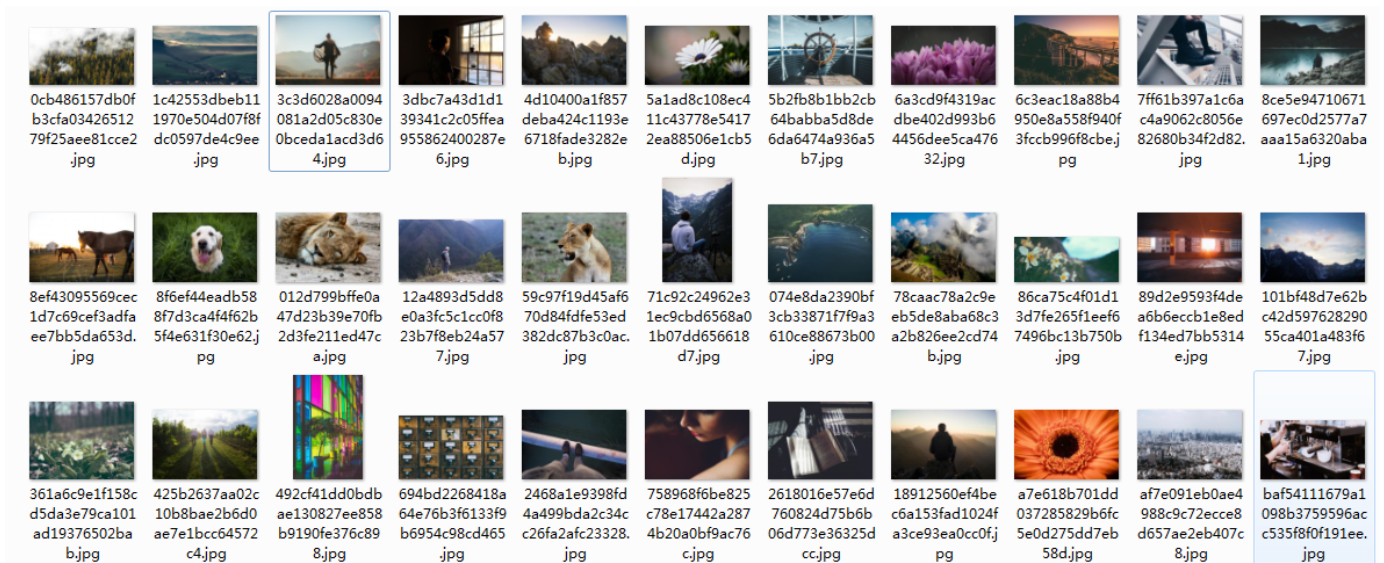 0cb486157db0f
b3cfa03426512
79f25aee81cce2
.jpg
1c42553dbeb11
1970e504d07f8f
dc0597de4c9ee
.jpg
3c3d6028a0094
081a2d05c830e
0bceda1acd3d6
4.jpg
3dbc7a43d1d1
39341c2c05ffea
955862400287e
6.jpg
4d10400a1f857
deba424c1193e
6718fade3282e
b.jpg
5a1ad8c108ec4
11c43778e5417
2ea88506e1cb5
d.jpg
5b2fb8b1bb2cb
64babba5d8de
6da6474a936a5
b7.jpg
6a3cd9f4319ac
dbe402d993b6
4456dee5ca476
32.jpg
6c3eac18a88b4
950e8a558f940f
3fccb996f8cbe.j
pg
7ff61b397a1c6a
c4a9062c8056e
82680b34f2d82.
jpg
8ce5e94710671
697ec0d2577a7
aaa15a6320aba
1.jpg
8ef43095569cec
1d7c69cef3adfa
ee7bb5da653d.
jpg
8f6ef44eadb58
8f7d3ca4f4f62b
5f4e631f30e62.j
pg
012d799bffe0a
47d23b39e70fb
2d3fe211ed47c
a.jpg
12a4893d5dd8
e0a3fc5c1cc0f8
23b7f8eb24a57
7.jpg
59c97f19d45af6
70d84fdfe53ed
382dc87b3c0ac.
jpg
71c92c24962e3
1ec9cbd6568a0
1b07dd656618
d7.jpg
074e8da2390bf
3cb33871f7f9a3
610ce88673b00
.jpg
78caac78a2c9e
eb5de8aba68c3
a2b826ee2cd74
b.jpg
86ca75c4f01d1
3d7fe265f1eef6
7496bc13b750b
.jpg
89d2e9593f4de
a6b6eccb1e8ed
f134ed7bb5314
e.jpg
101bf48d7e62b
bc42d597628290
55ca401a483f6
7.jpg
361a6c9e1f158c
d5da3e79ca101
ad19376502ba
b.jpg
425b2637aa02c
10b8bae2b6d0
ae7e1bcc64572
c4.jpg
492cf41dd0bdb
ae130827ee858
b9190fe376c89
8.jpg
694bd2268418a
64e76b3f6133f9
b6954c98cd465
.jpg
2468a1e9398fd
4a499bda2c34c
c26fa2afc23328.
jpg
758968f6be825
c78e17442a287
4b20a0bf9ac76
c.jpg
2618016e57e6d
760824d75b6b
06d773e36325d
cc.jpg
18912560ef4be
c6a153fad1024f
a3ce93ea0cc0f.j
pg
a7e618b701dd
037285829b6fc
5e0d275dd7eb
58d.jpg
af7e091eb0ae4
988c9c72ecce8
d657ae2eb407c
8.jpg
baf54111679a1
098b3759596ac
c535f8f0f191ee.
jpg